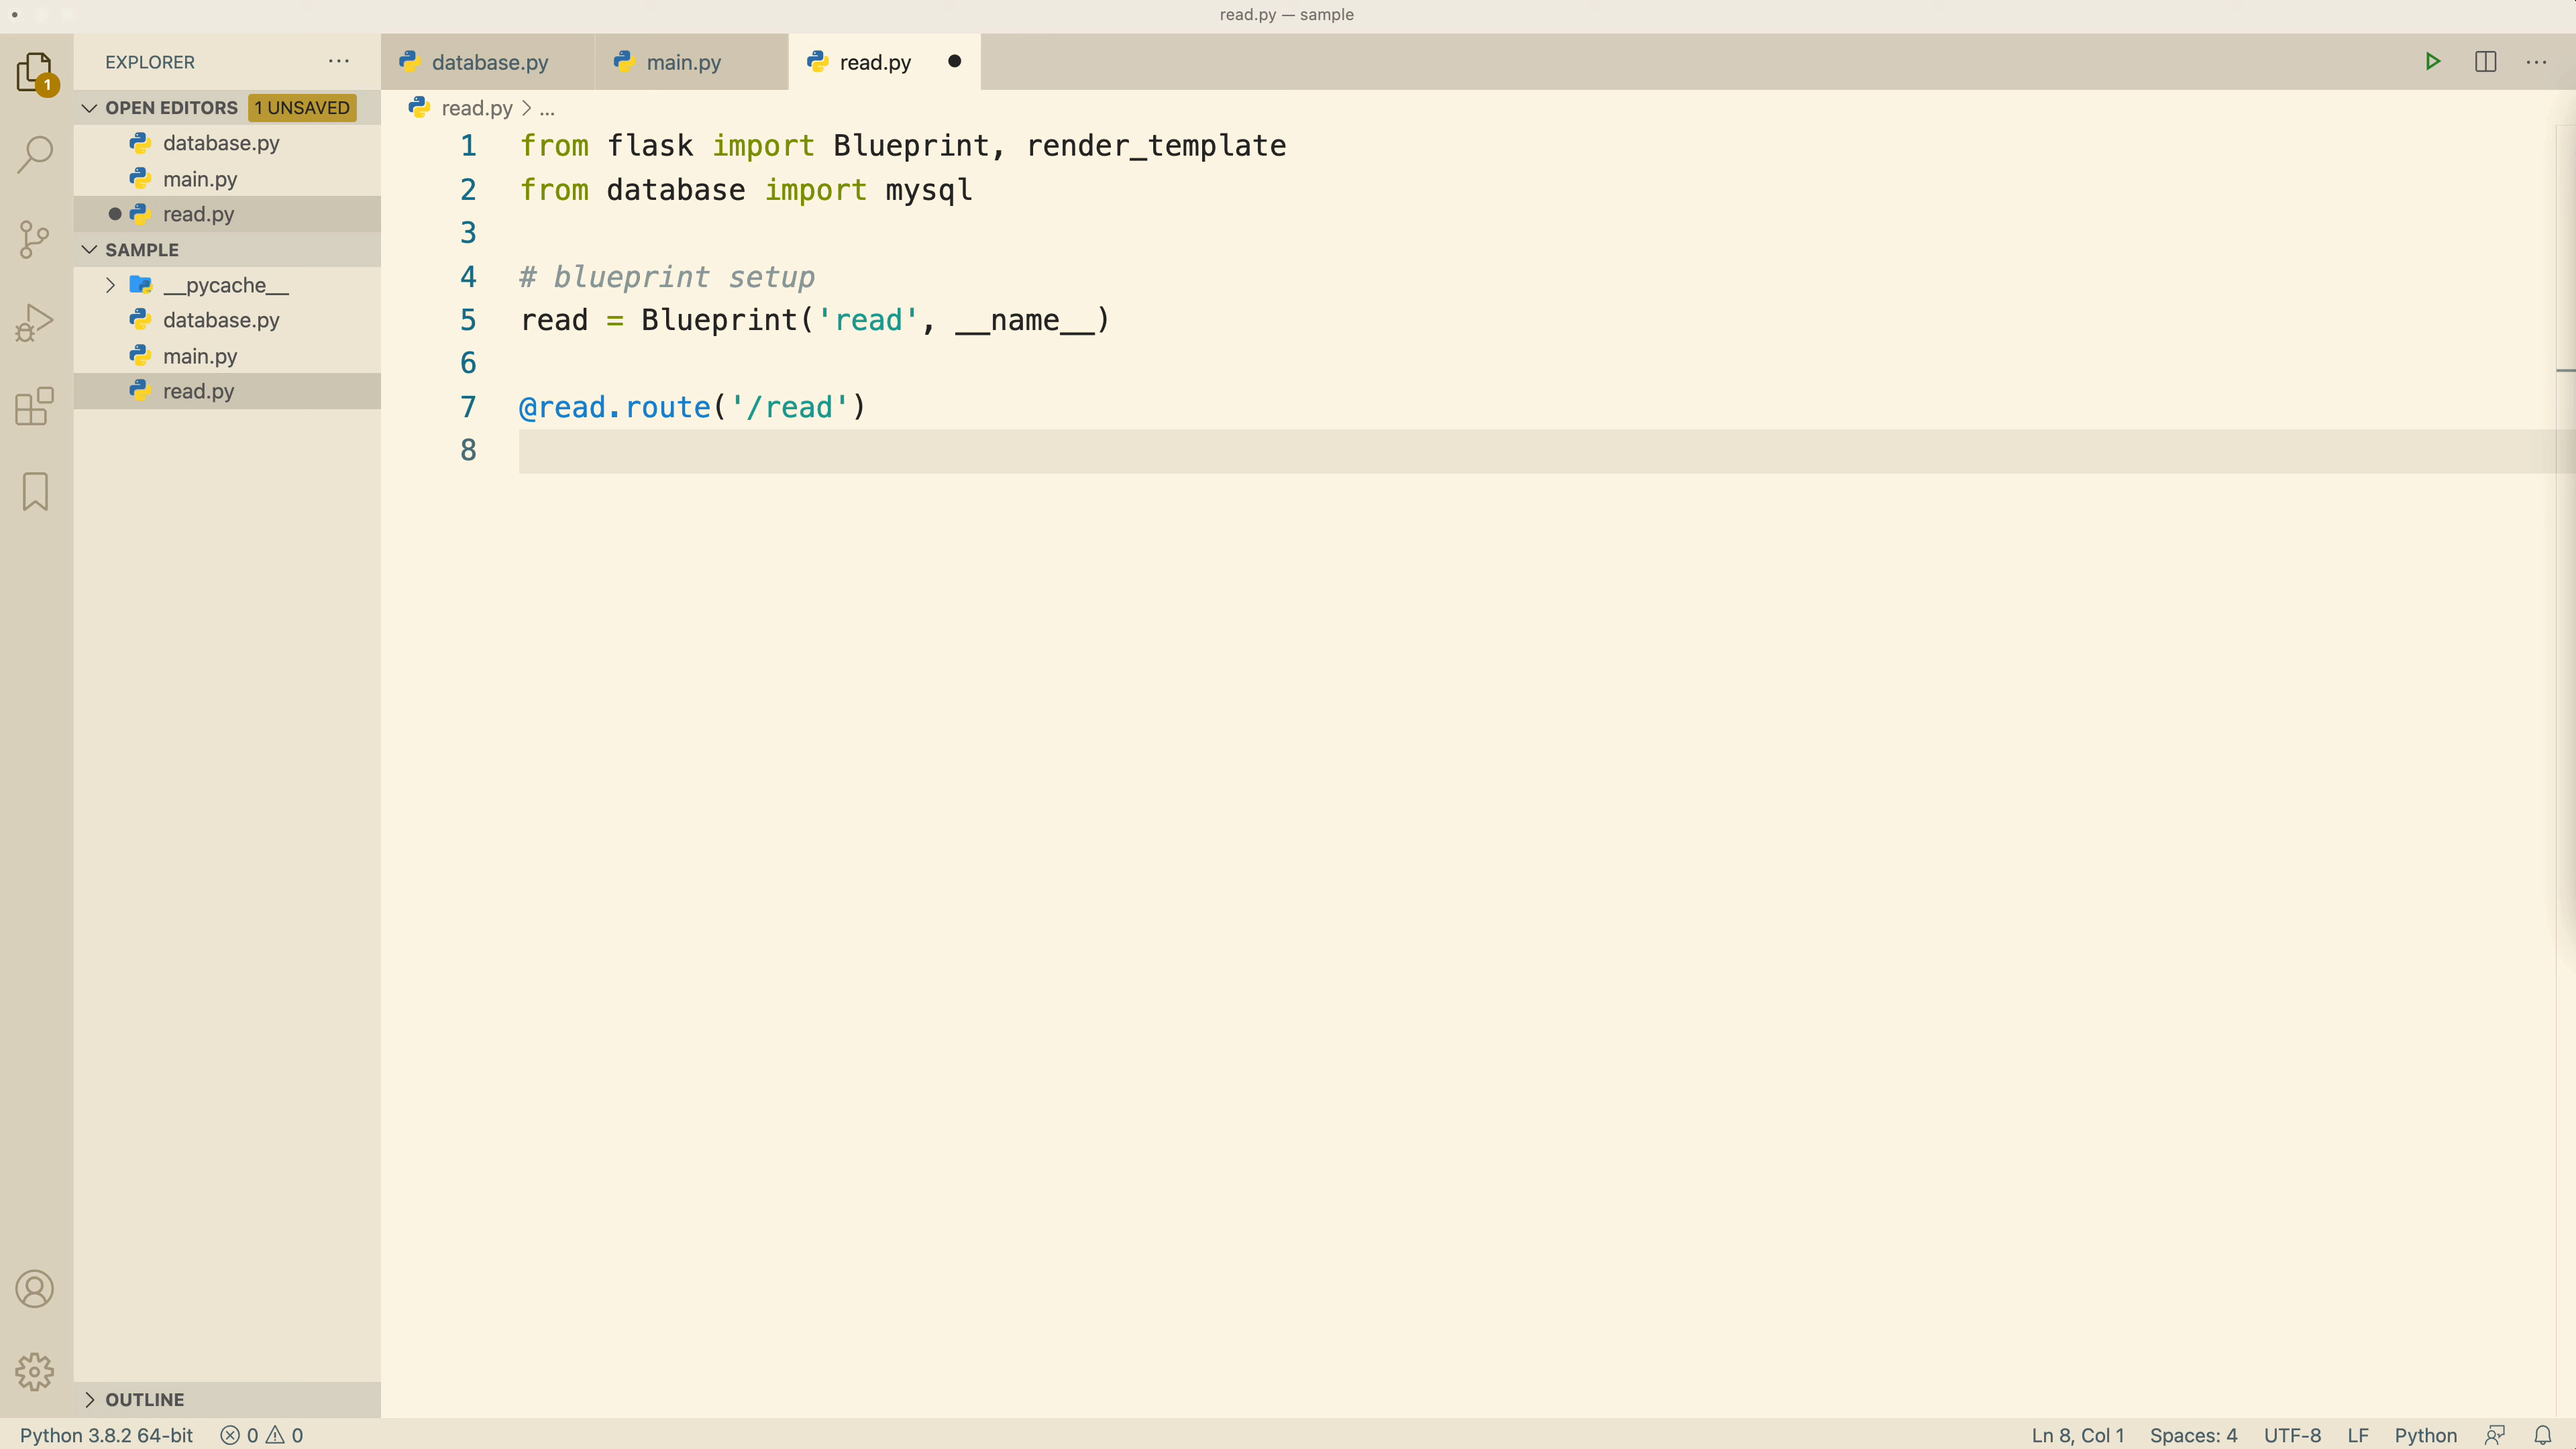 read.py — sample
EXPLORER
database.py
main.py
read.py
1
OPEN EDITORS
1 UNSAVED
database.py
main.py
read.py
SAMPLE
__pycache__
database.py
main.py
read.py
OUTLINE
read.py > ...
1 from flask import Blueprint, render_template
2 from database import mysql
3
4 # blueprint setup
5 read = Blueprint('read', __name__)
6
7 @read.route('/read')
8
Python 3.8.2 64-bit 0 0 Ln 8, Col 1 Spaces: 4 UTF-8 LF Python